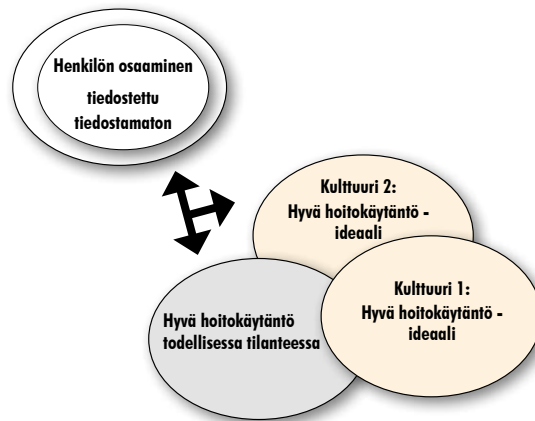 Henkilön osaaminen
tiedostettu
tiedostamaton
Kulttuuri 2:
Hyvä hoitokäytäntö -
ideaali
Kulttuuri 1:
Hyvä hoitokäytäntö -
ideaali
Hyvä hoitokäytäntö
todellisessa tilanteessa